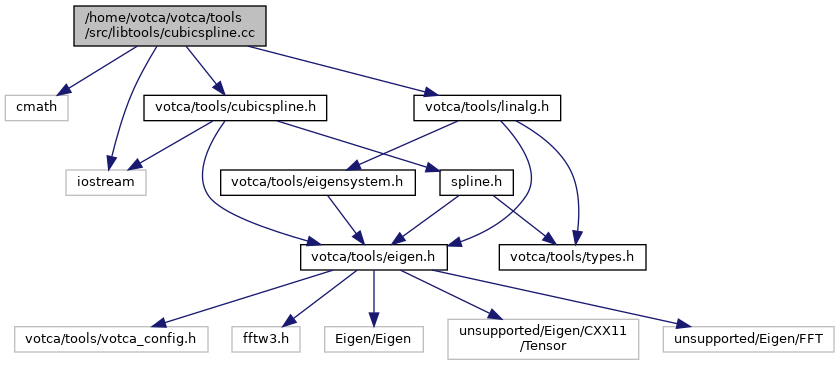 /home/votca/votca/tools
/src/libtools/cubicspline.cc
cmath
votca/tools/cubicspline.h
votca/tools/linalg.h
iostream
votca/tools/eigensystem.h
spline.h
votca/tools/eigen.h
votca/tools/types.h
votca/tools/votca_config.h
fftw3.h
Eigen/Eigen
unsupported/Eigen/CXX11
/Tensor
unsupported/Eigen/FFT